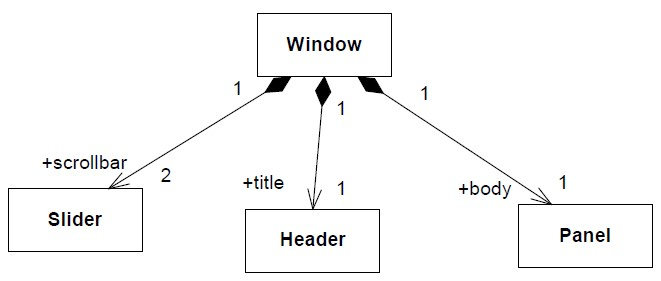 Window
1
1
1
+scrollbar
2
+title
1
+body
1
Slider
Header
Panel